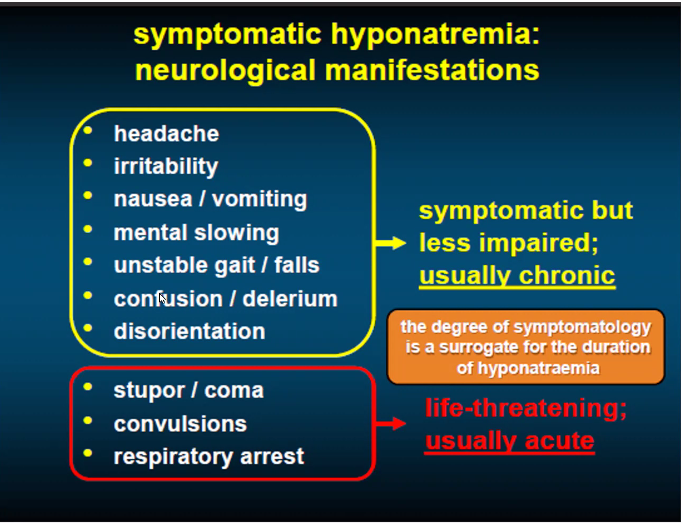 symptomatic hyponatremia:
neurological manifestations
• headache
• irritability
• nausea / vomiting
• mental slowing
• unstable gait / falls
• confusion / delerium
• disorientation
symptomatic but
less impaired;
usually chronic
the degree of symptomatology
is a surrogate for the duration
of hyponatraemia
• stupor / coma
• convulsions
• respiratory arrest
life-threatening;
usually acute